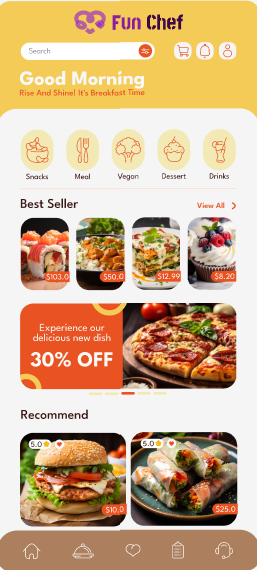 Fun Chef
Search
Good Morning
Rise And Shine! It's Breakfast Time
Snacks
Meal
Vegan
Dessert
Drinks
Best Seller
View All
$103.0
$50.0
$12.99
$8.20
Experience our
delicious new dish
30% OFF
Recommend
5.0
5.0
$10.0
$25.0